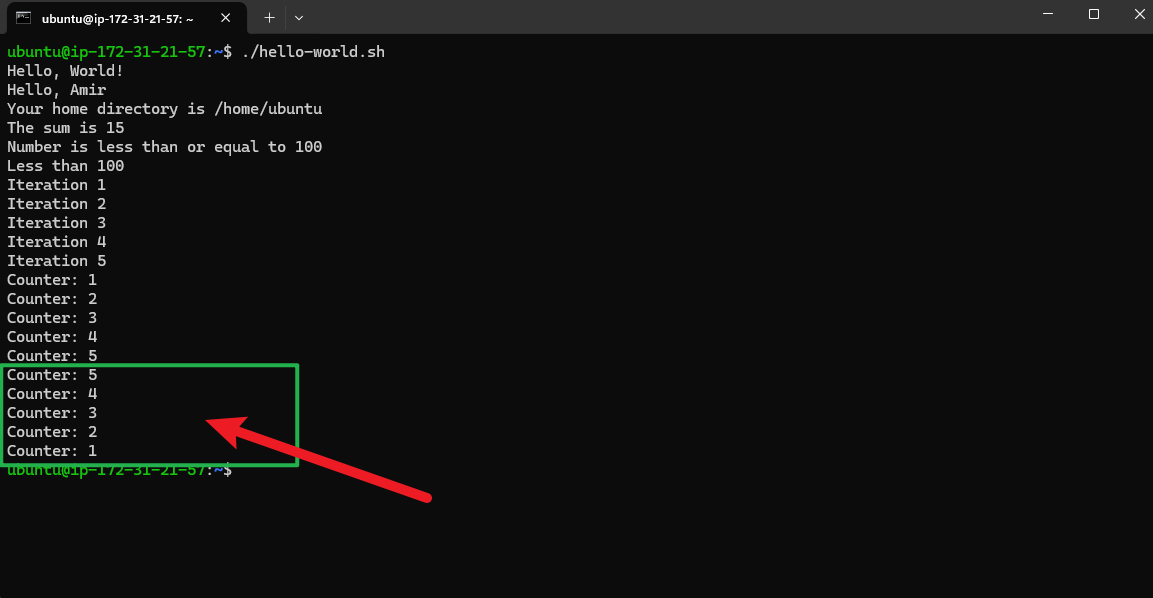 ubuntu@ip-172-31-21-57: ~
ubuntu@ip-172-31-21-57:~$ ./hello-world.sh
Hello, World!
Hello, Amir
Your home directory is /home/ubuntu
The sum is 15
Number is less than or equal to 100
Less than 100
Iteration 1
Iteration 2
Iteration 3
Iteration 4
Iteration 5
Counter: 1
Counter: 2
Counter: 3
Counter: 4
Counter: 5
Counter: 5
Counter: 4
Counter: 3
Counter: 2
Counter: 1
ubuntu@ip-172-31-21-57:~$